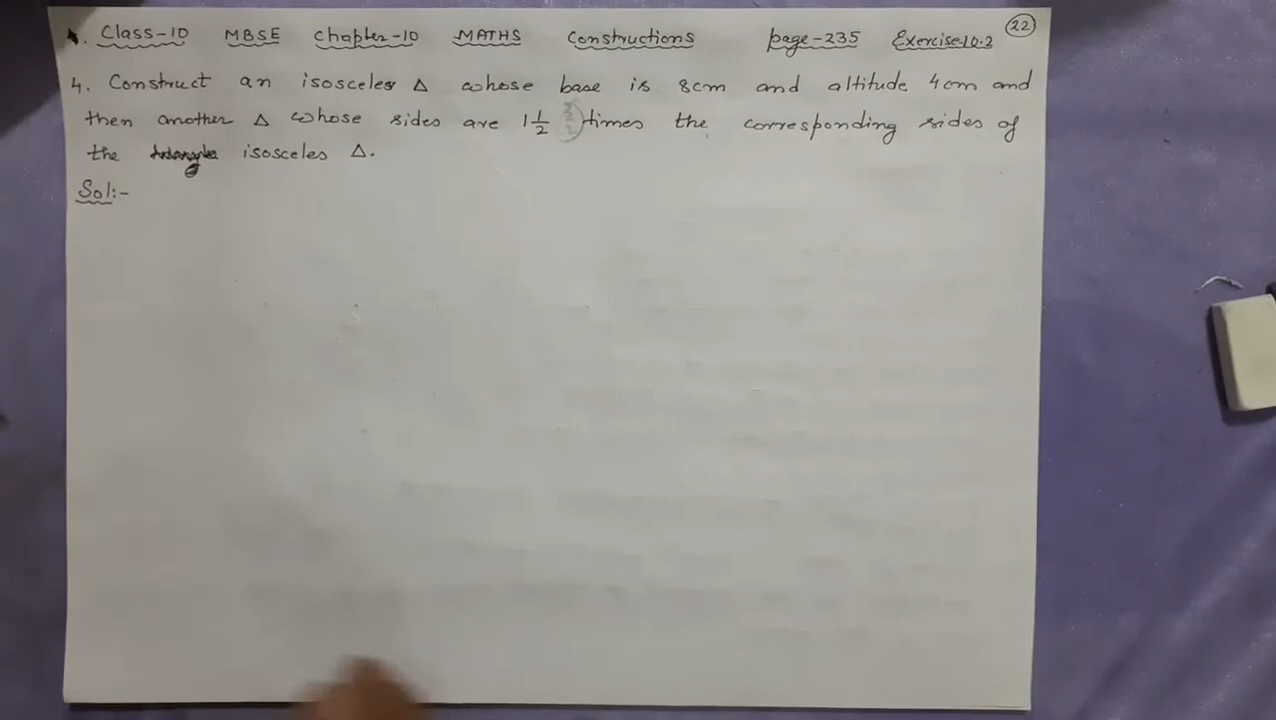 22
Class-10 MBSE Chapter-10 MATHS Constructions page-235 Exercise-10.2
4. Construct an isosceles Δ whose base is 8cm and altitude 4cm and
then another Δ whose sides are 1 1/2 times the corresponding sides of
the isosceles Δ.
Sol:-